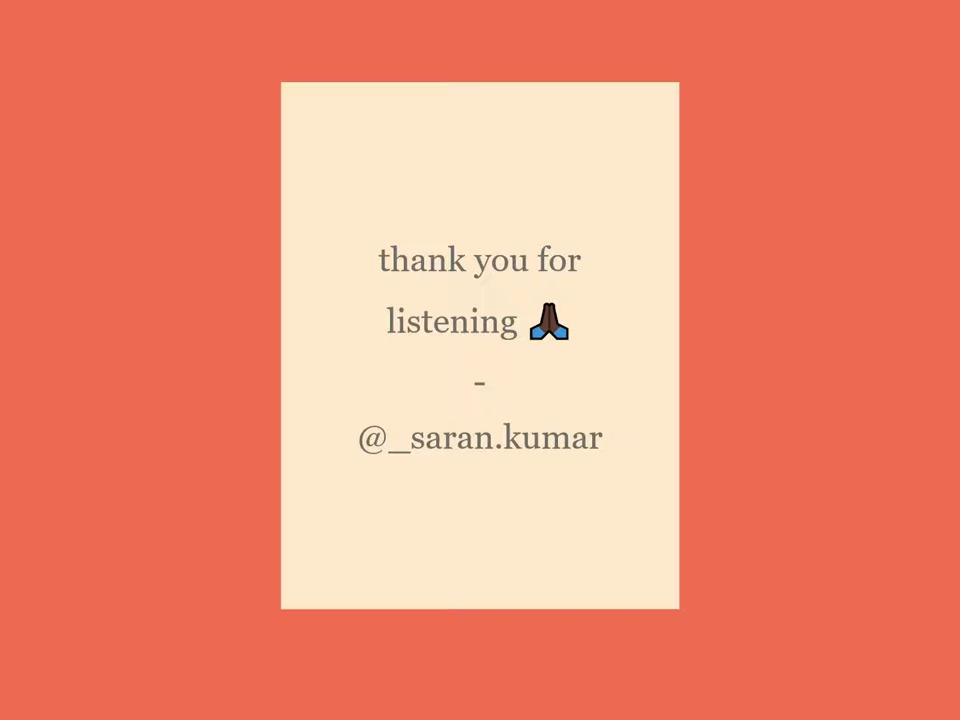 thank you for
listening 🙏🏿
-
@_saran.kumar